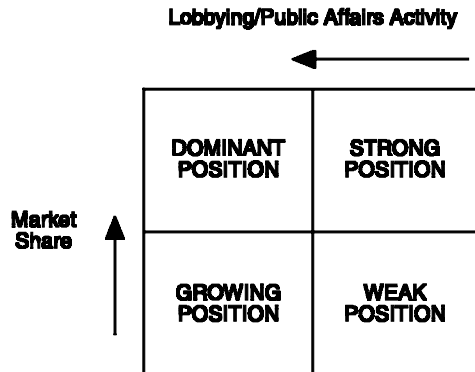 Lobbying/Public Affairs Activity
DOMINANT
POSITION
STRONG
POSITION
Market
Share
GROWING
POSITION
WEAK
POSITION